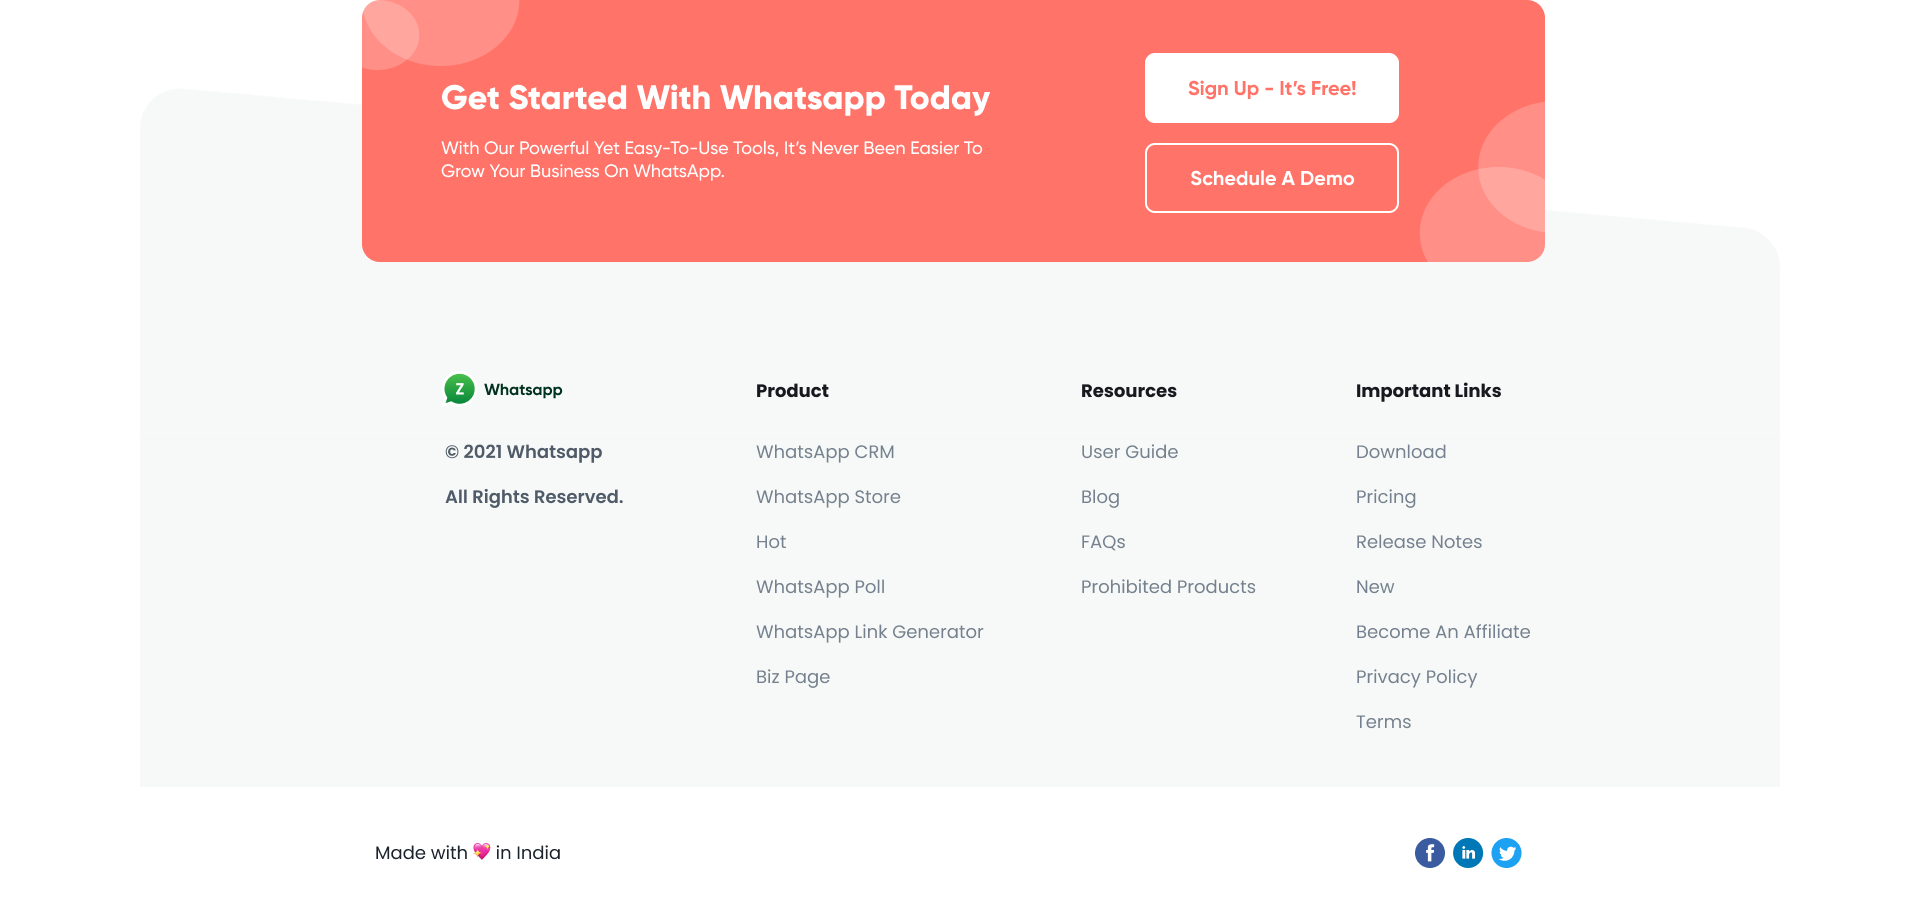 Get Started With Whatsapp Today
With Our Powerful Yet Easy-To-Use Tools, It’s Never Been Easier To
Grow Your Business On WhatsApp.
Sign Up - It’s Free!
Schedule A Demo
Z Whatsapp
© 2021 Whatsapp
All Rights Reserved.
Product
WhatsApp CRM
WhatsApp Store
Hot
WhatsApp Poll
WhatsApp Link Generator
Biz Page
Resources
User Guide
Blog
FAQs
Prohibited Products
Important Links
Download
Pricing
Release Notes
New
Become An Affiliate
Privacy Policy
Terms
Made with 💖 in India
f
in